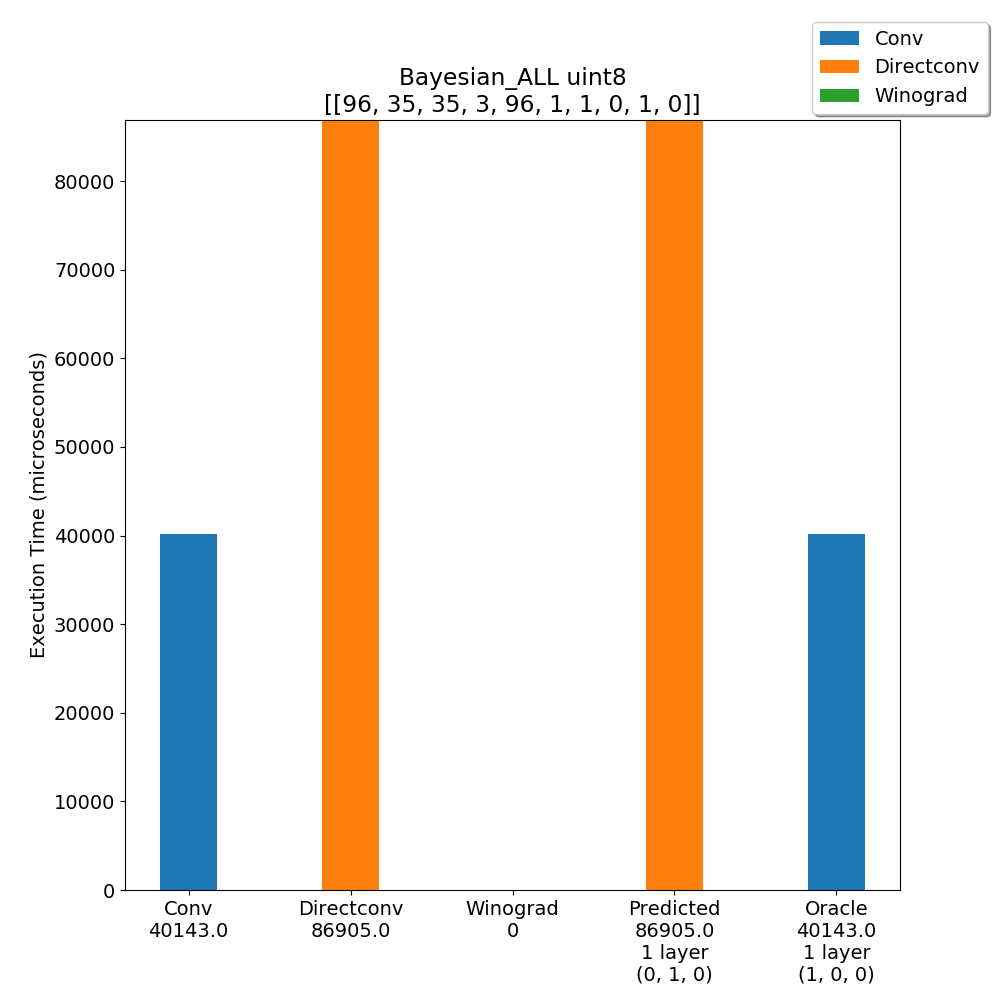 Conv
Directconv
Winograd
Bayesian_ALL uint8
[[96, 35, 35, 3, 96, 1, 1, 0, 1, 0]]
Execution Time (microseconds)
80000
70000
60000
50000
40000
30000
20000
10000
0
Conv
40143.0
Directconv
86905.0
Winograd
0
Predicted
86905.0
1 layer
(0, 1, 0)
Oracle
40143.0
1 layer
(1, 0, 0)